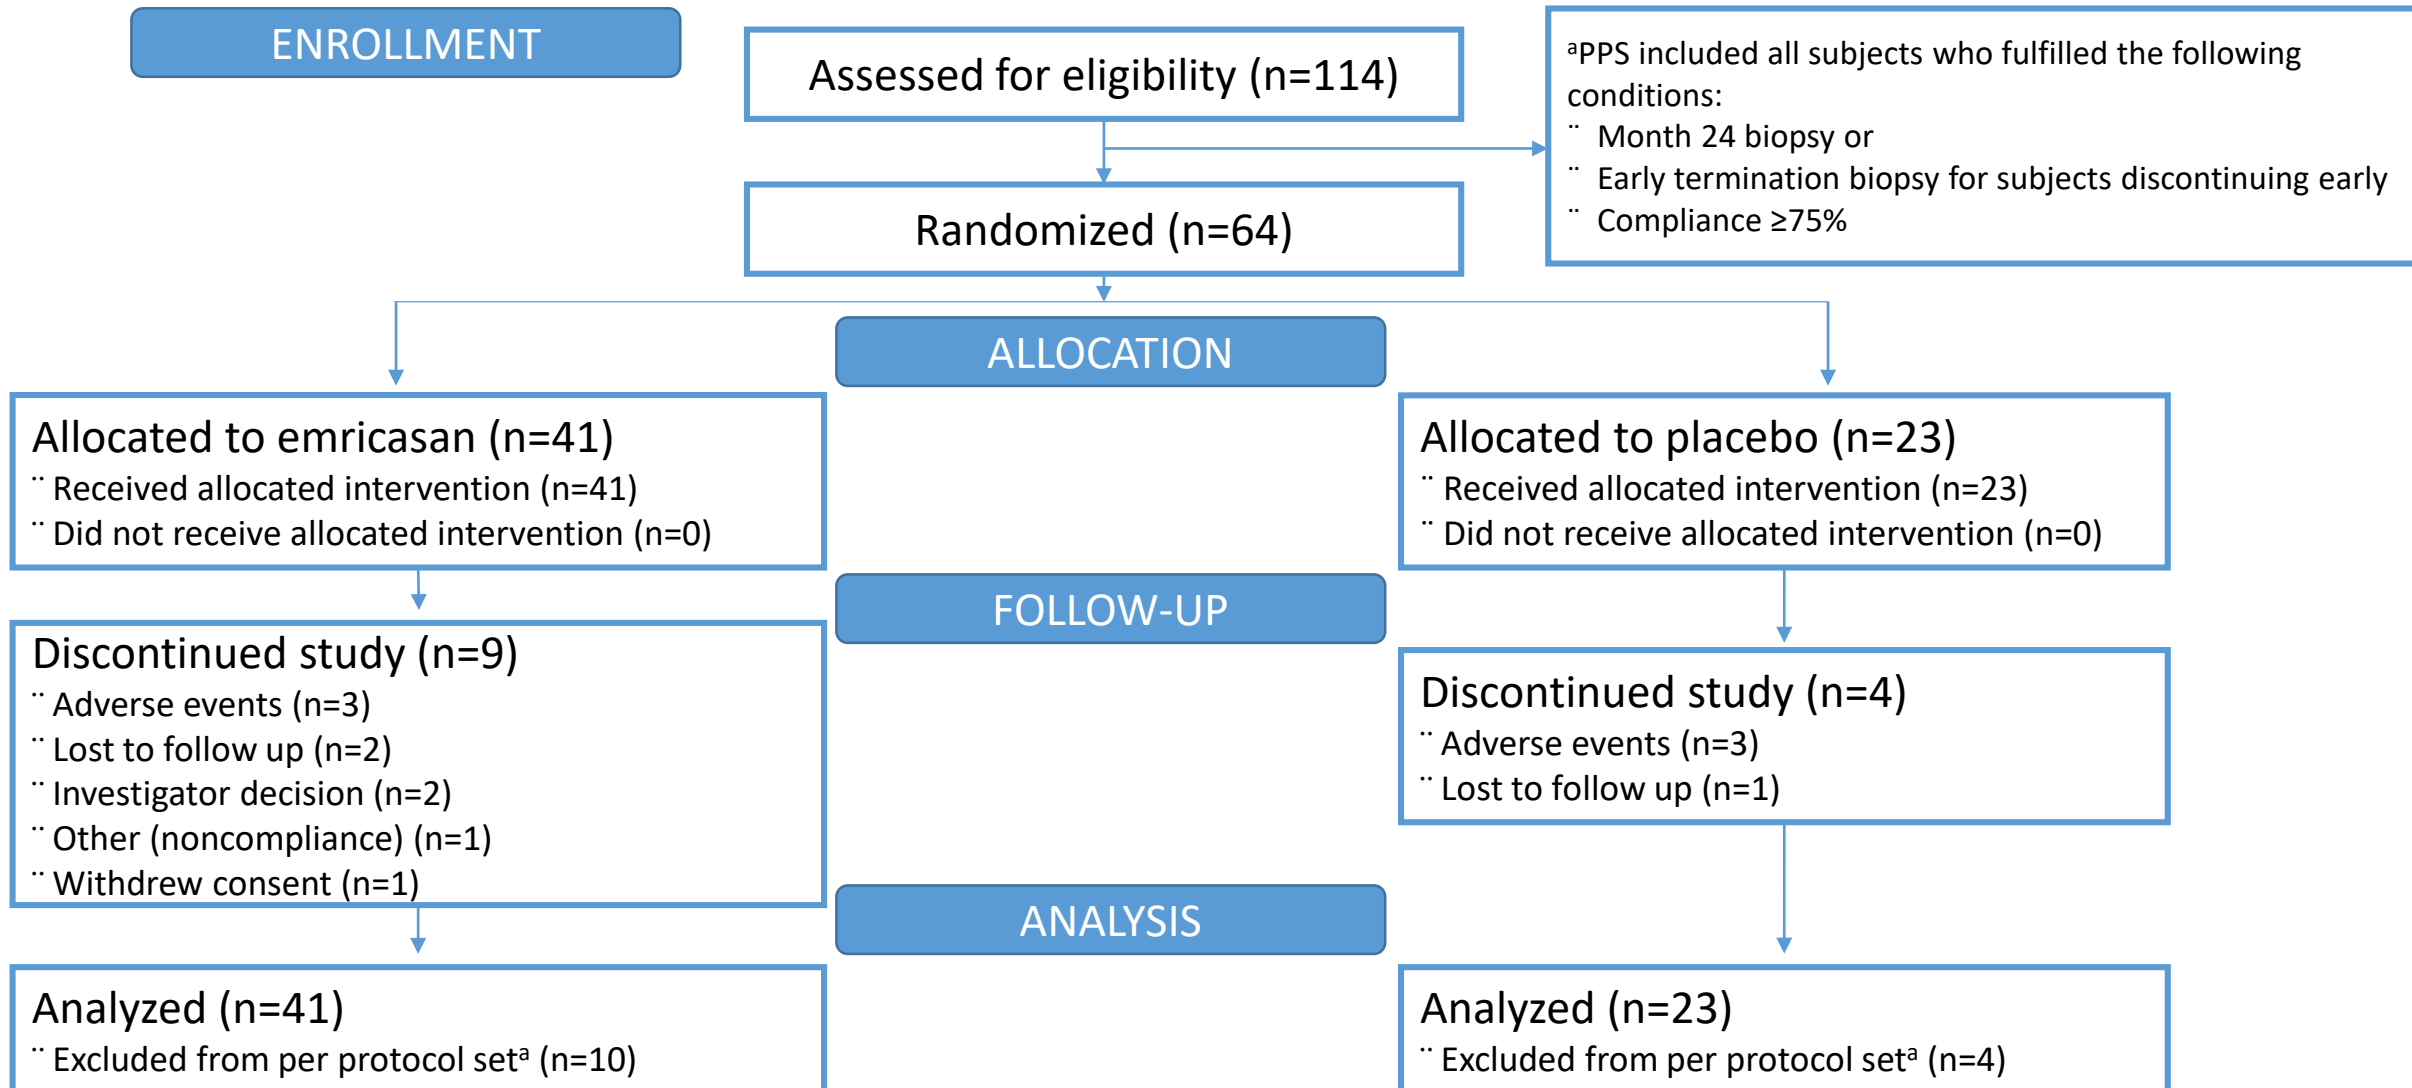 ENROLLMENT
Assessed for eligibility (n=114)
ᵃPPS included all subjects who fulfilled the following
conditions:
¨ Month 24 biopsy or
¨ Early termination biopsy for subjects discontinuing early
¨ Compliance ≥75%
Randomized (n=64)
ALLOCATION
Allocated to emricasan (n=41)
¨ Received allocated intervention (n=41)
¨ Did not receive allocated intervention (n=0)
Allocated to placebo (n=23)
¨ Received allocated intervention (n=23)
¨ Did not receive allocated intervention (n=0)
FOLLOW-UP
Discontinued study (n=9)
¨ Adverse events (n=3)
¨ Lost to follow up (n=2)
¨ Investigator decision (n=2)
¨ Other (noncompliance) (n=1)
¨ Withdrew consent (n=1)
Discontinued study (n=4)
¨ Adverse events (n=3)
¨ Lost to follow up (n=1)
ANALYSIS
Analyzed (n=41)
¨ Excluded from per protocol setᵃ (n=10)
Analyzed (n=23)
¨ Excluded from per protocol setᵃ (n=4)